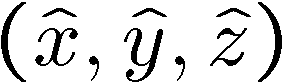 (x̂, ŷ, ẑ)